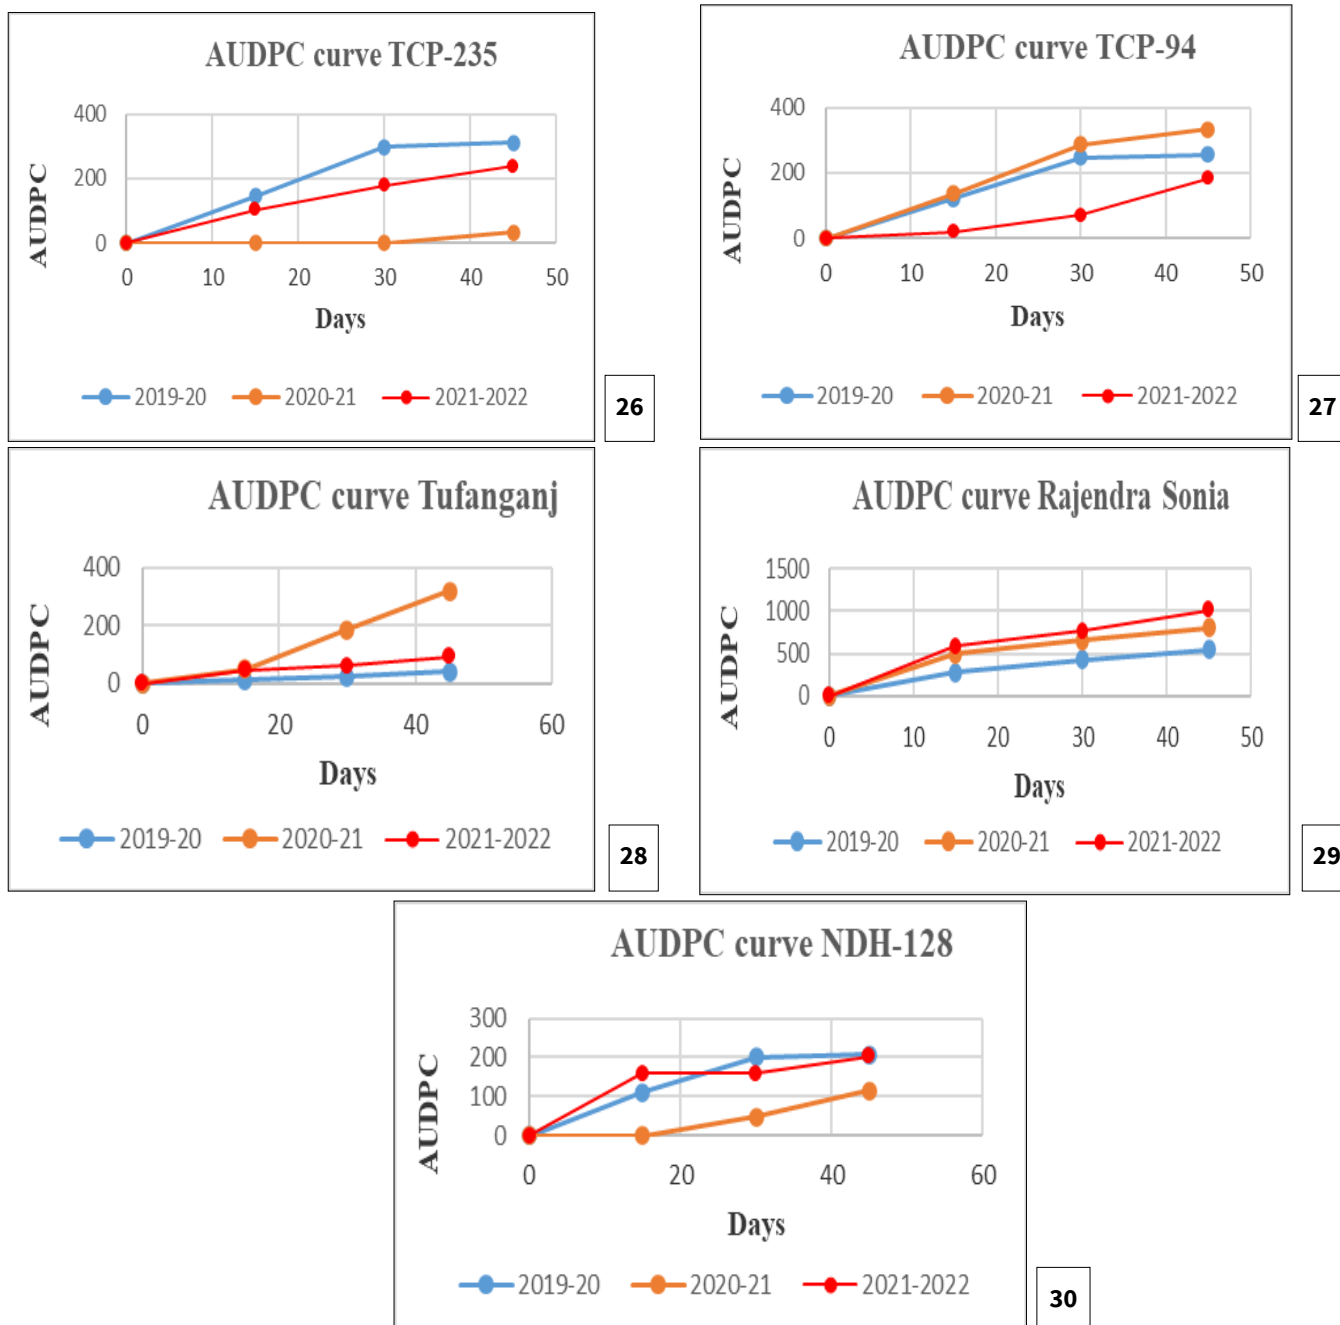 AUDPC curve TCP-235
400
200
0
AUDPC
0 10 20 30 40 50
Days
2019-20 2020-21 2021-2022
26
AUDPC curve TCP-94
400
200
0
AUDPC
0 10 20 30 40 50
Days
2019-20 2020-21 2021-2022
27
AUDPC curve Tufanganj
400
200
0
AUDPC
0 20 40 60
Days
2019-20 2020-21 2021-2022
28
AUDPC curve Rajendra Sonia
1500
1000
500
0
AUDPC
0 10 20 30 40 50
Days
2019-20 2020-21 2021-2022
29
AUDPC curve NDH-128
300
200
100
0
AUDPC
0 20 40 60
Days
2019-20 2020-21 2021-2022
30